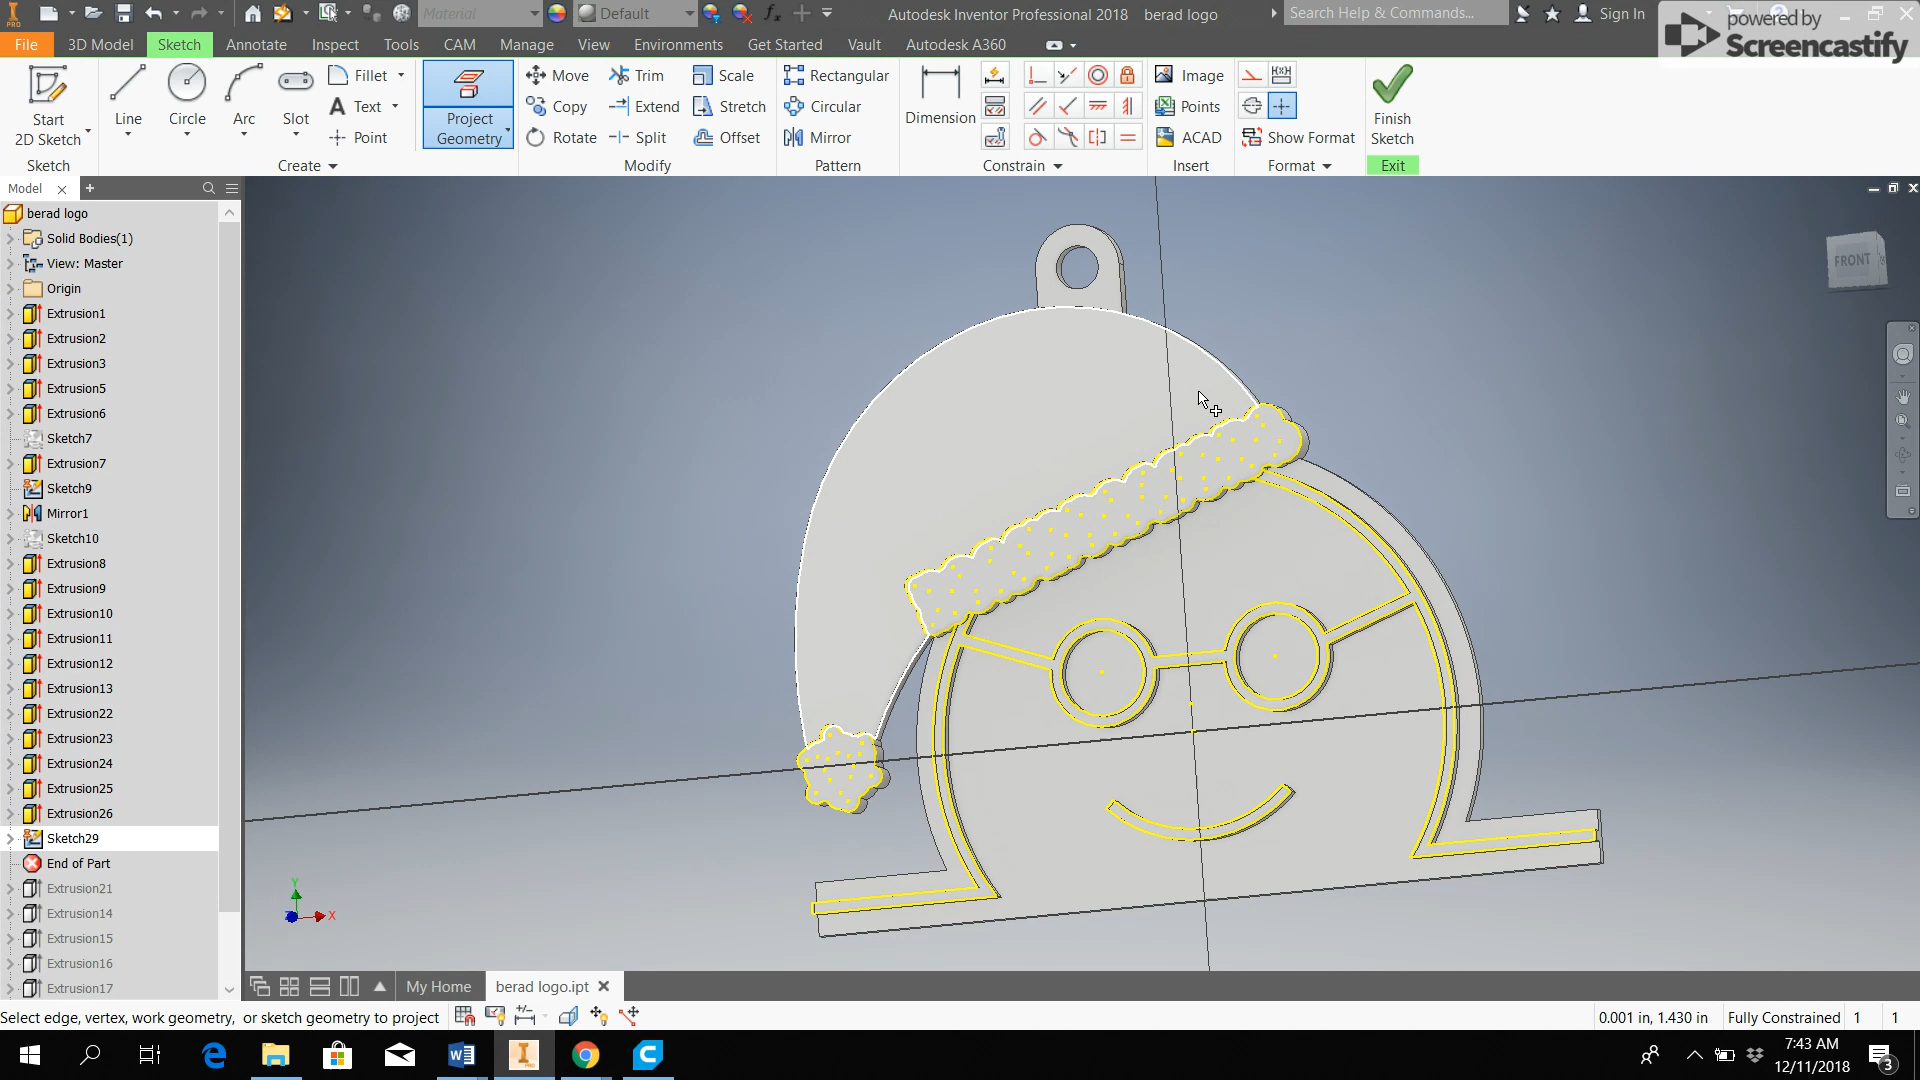 PRO
Material
Default
Autodesk Inventor Professional 2018 berad logo
Search Help & Commands...
Sign In
powered by
Screencastify
File
3D Model
Sketch
Annotate
Inspect
Tools
CAM
Manage
View
Environments
Get Started
Vault
Autodesk A360
Start
2D Sketch
Line
Circle
Arc
Slot
Fillet
Text
Point
Project
Geometry
Move
Copy
Rotate
Trim
Extend
Split
Scale
Stretch
Offset
Rectangular
Circular
Mirror
Dimension
Image
Points
ACAD
Show Format
Finish
Sketch
Sketch
Create
Modify
Pattern
Constrain
Insert
Format
Exit
Model
berad logo
Solid Bodies(1)
View: Master
Origin
Extrusion1
Extrusion2
Extrusion3
Extrusion5
Extrusion6
Sketch7
Extrusion7
Sketch9
Mirror1
Sketch10
Extrusion8
Extrusion9
Extrusion10
Extrusion11
Extrusion12
Extrusion13
Extrusion22
Extrusion23
Extrusion24
Extrusion25
Extrusion26
Sketch29
End of Part
Extrusion21
Extrusion14
Extrusion15
Extrusion16
Extrusion17
FRONT
Y
X
My Home
berad logo.ipt
Select edge, vertex, work geometry, or sketch geometry to project
0.001 in, 1.430 in
Fully Constrained
1
1
7:43 AM
12/11/2018
3